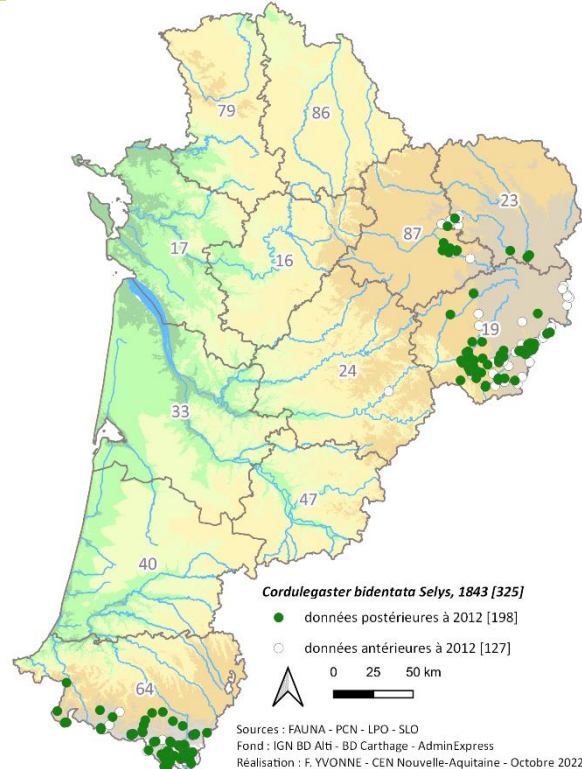 79
86
23
87
17
16
19
24
33
47
40
Cordulegaster bidentata Selys, 1843 [325]
données postérieures à 2012 [198]
données antérieures à 2012 [127]
0 25 50 km
64
Sources : FAUNA - PCN - LPO - SLO
Fond : IGN BD Alti - BD Carthage - AdminExpress
Réalisation : F. YVONNE - CEN Nouvelle-Aquitaine - Octobre 2022